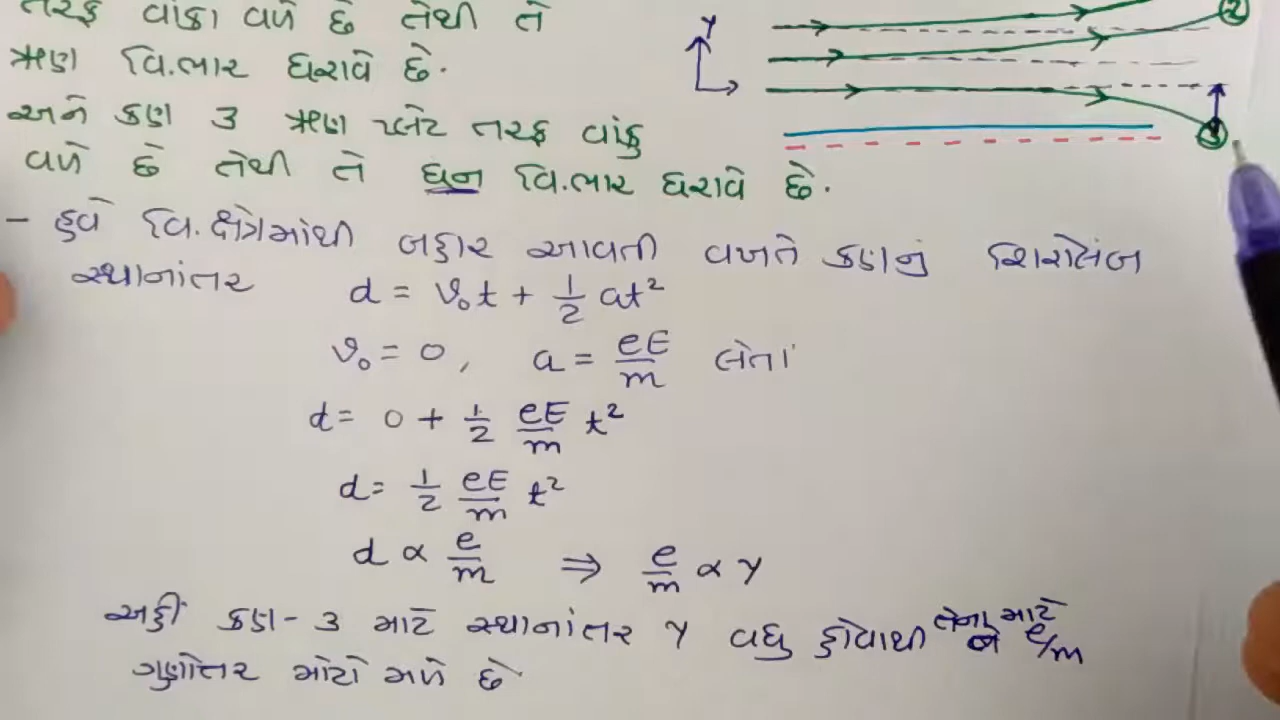 તરફ વાંકા વળે છે તેથી તે
ઋણ વિ.ભાર ધરાવે છે.
અને કણ 3 ઋણ પ્લેટ તરફ વાંકુ
વળે છે તેથી તે ધન વિ.ભાર ધરાવે છે.
Y
2
3
- હવે વિ.ક્ષેત્રમાંથી બહાર આવતી વખતે કણનું શિરોલંબ
સ્થાનાંતર d = v₀t + 1/2 at²
v₀ = 0, a = eE/m લેતાં
d = 0 + 1/2 eE/m t²
d = 1/2 eE/m t²
d ∝ e/m ⇒ e/m ∝ Y
અહીં કણ-3 માટે સ્થાનાંતર Y વધુ હોવાથી તેના માટે e/m
ગુણોત્તર મોટો મળે છે